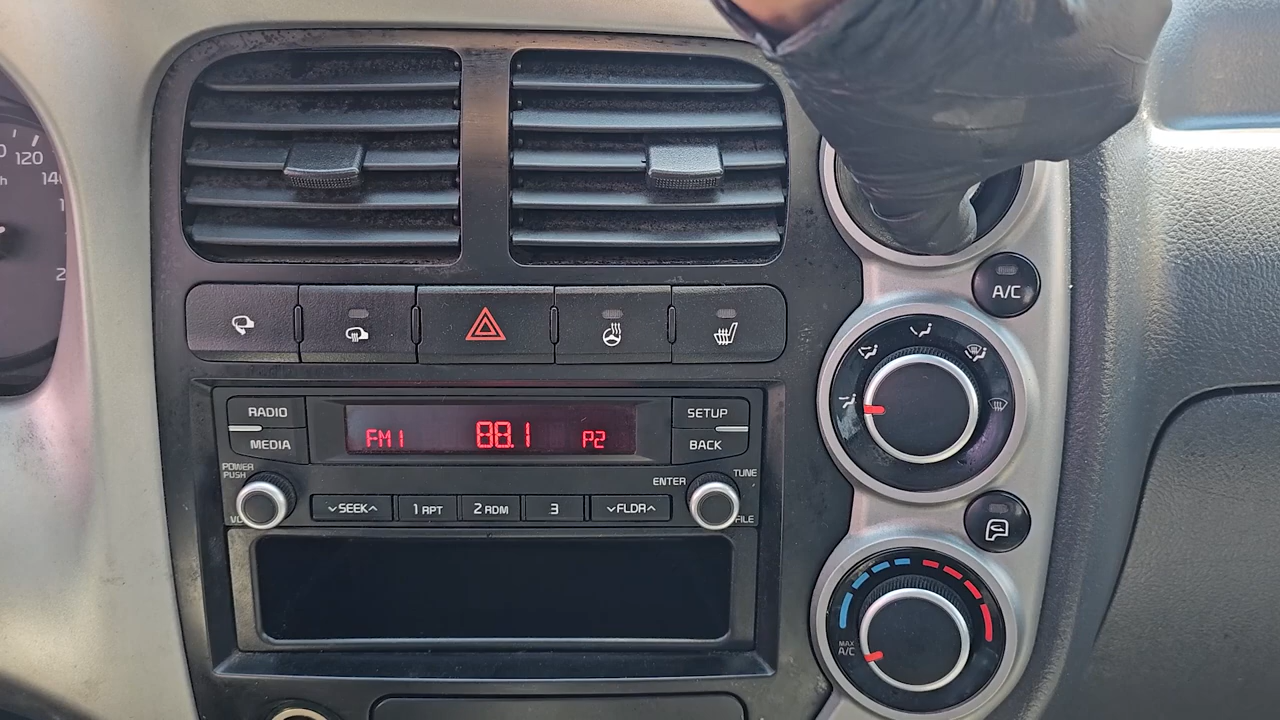 120
A/C
RADIO
MEDIA
FM1 88.1 P2
SETUP
BACK
POWER
PUSH
ENTER
TUNE
FILE
SEEK
1 RPT
2 RDM
3
FLDR
MAX
A/C